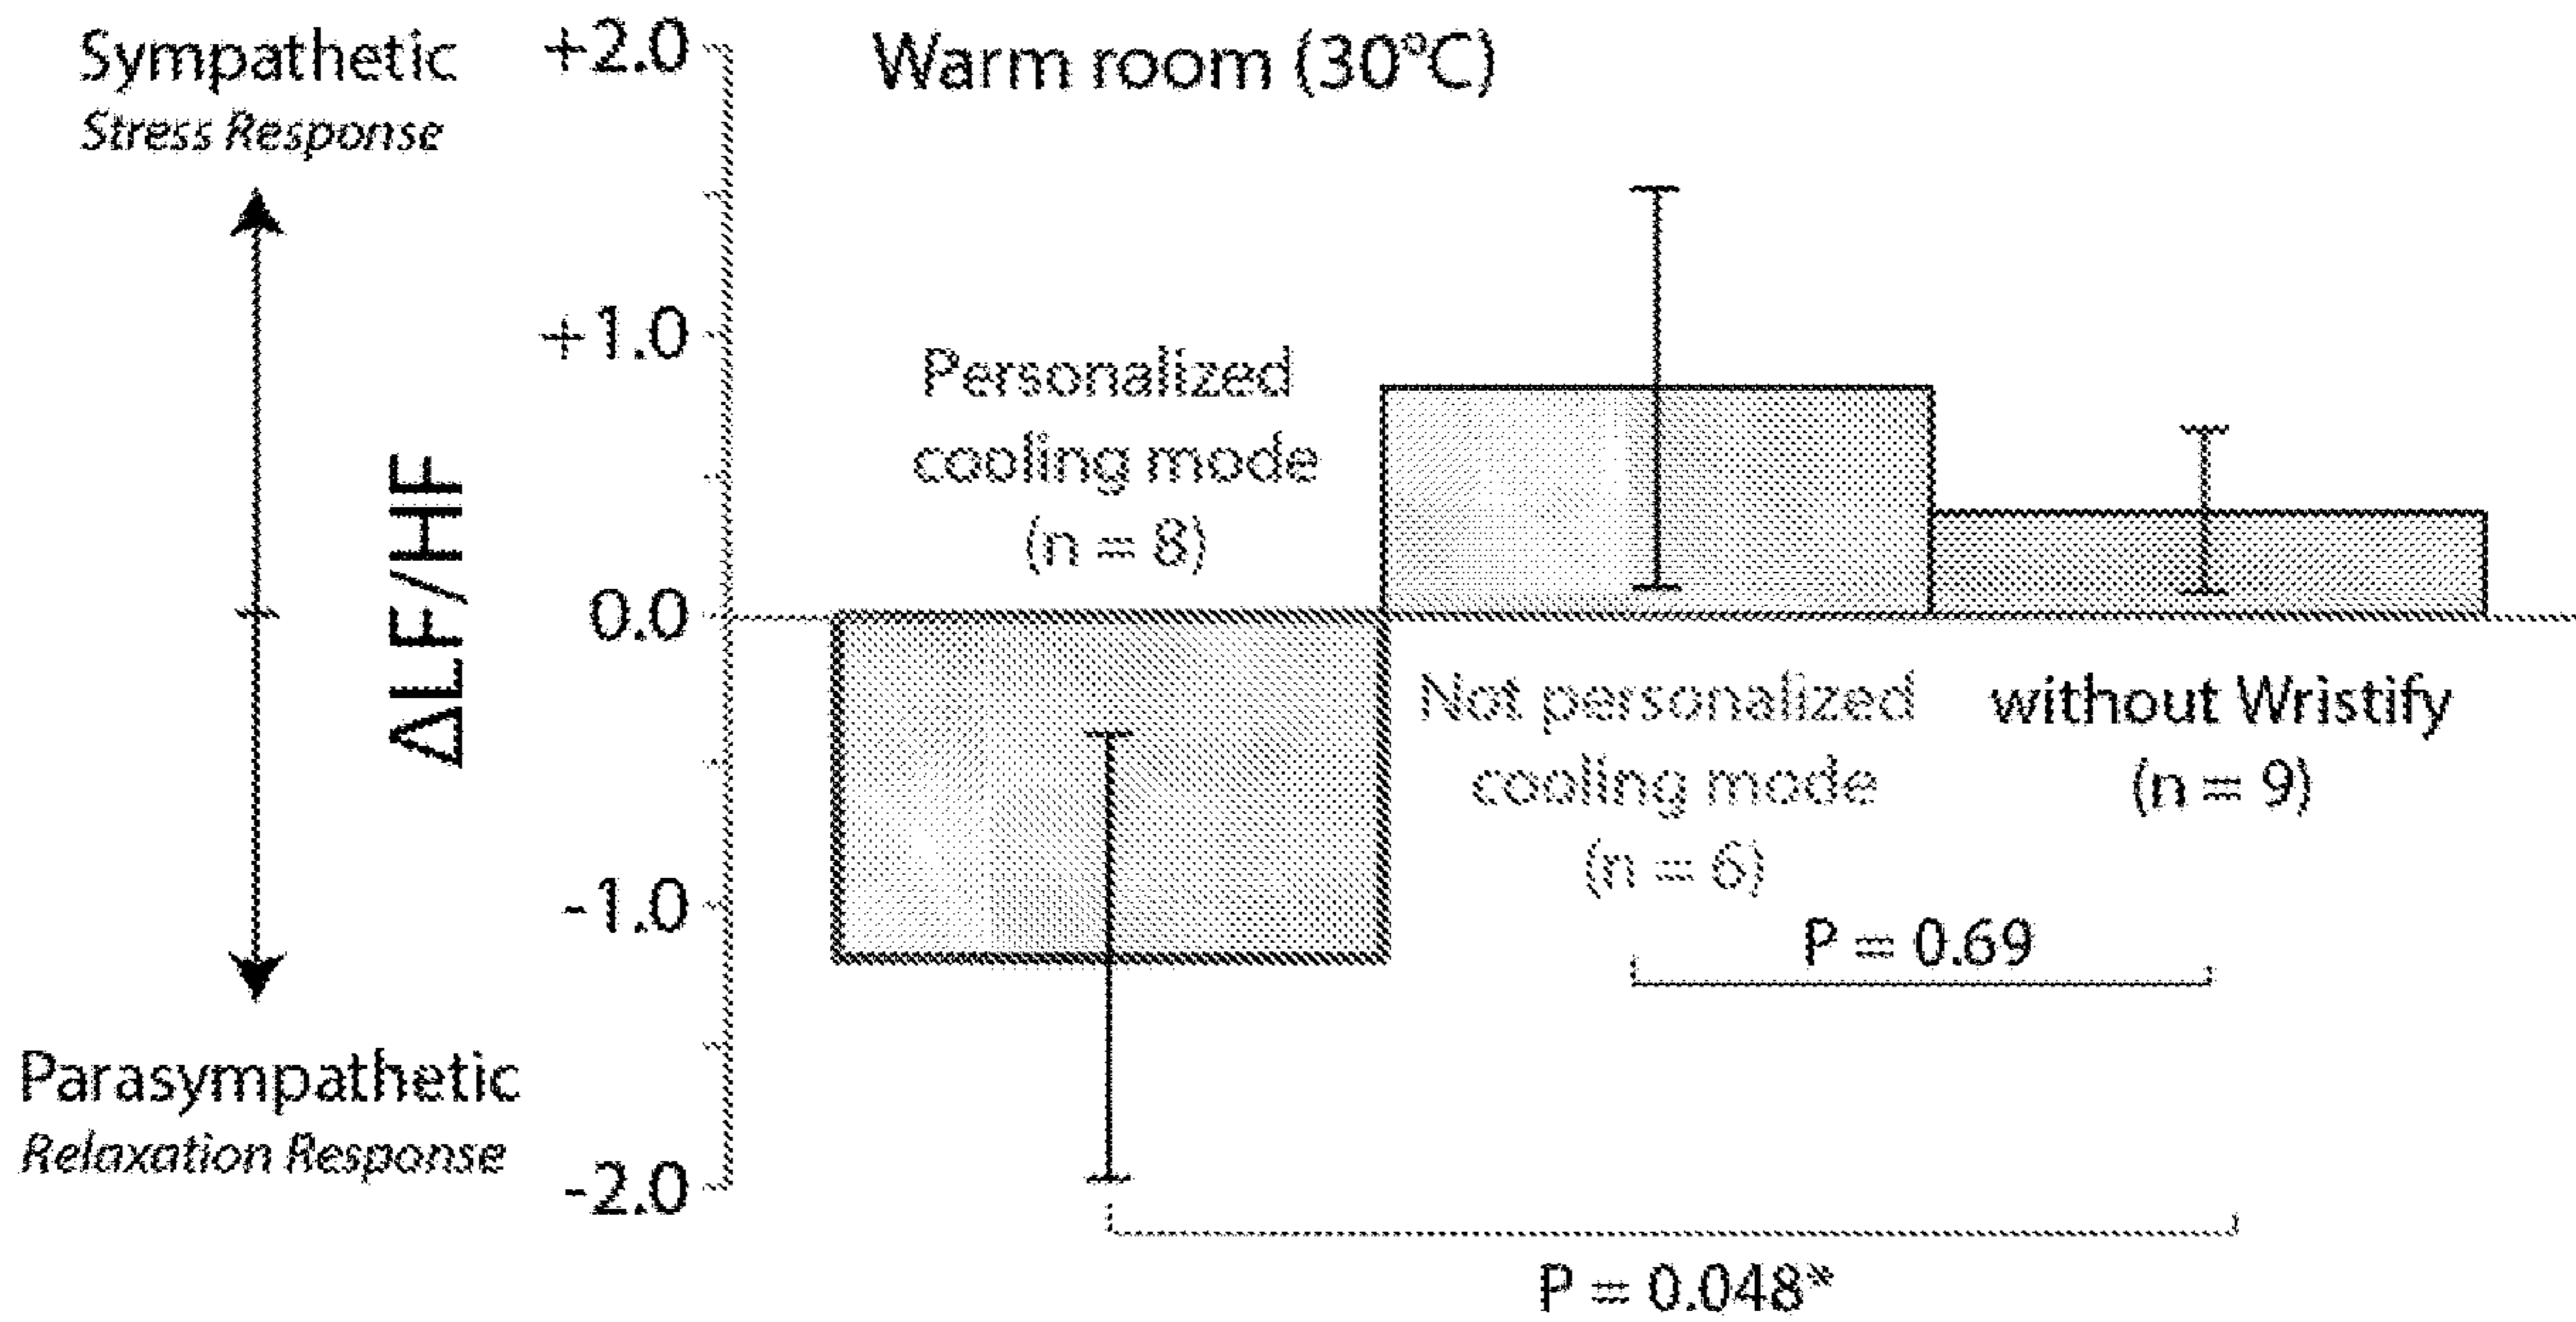 Sympathetic
Stress Response
ΔLF/HF
Parasympathetic
Relaxation Response
+2.0
+1.0
0.0
-1.0
-2.0
Warm room (30°C)
Personalized
cooling mode
(n = 8)
Not personalized
cooling mode
(n = 6)
without Wristify
(n = 9)
P = 0.69
P = 0.048*